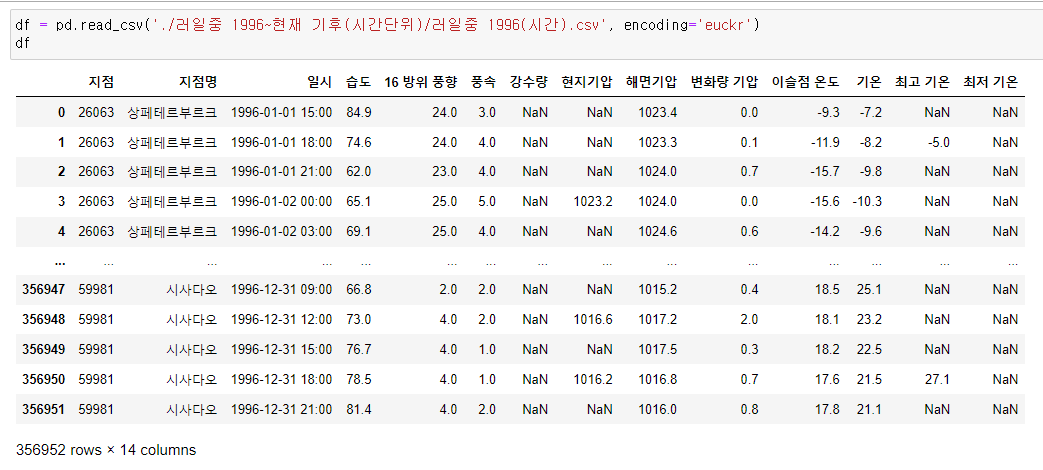 df = pd.read_csv('./러일중 1996~현재 기후(시간단위)/러일중 1996(시간).csv', encoding='euckr')
df
지점 지점명 일시 습도 16 방위 풍향 풍속 강수량 현지기압 해면기압 변화량 기압 이슬점 온도 기온 최고 기온 최저 기온
0 26063 상페테르부르크 1996-01-01 15:00 84.9 24.0 3.0 NaN NaN 1023.4 0.0 -9.3 -7.2 NaN NaN
1 26063 상페테르부르크 1996-01-01 18:00 74.6 24.0 4.0 NaN NaN 1023.3 0.1 -11.9 -8.2 -5.0 NaN
2 26063 상페테르부르크 1996-01-01 21:00 62.0 23.0 4.0 NaN NaN 1024.0 0.7 -15.7 -9.8 NaN NaN
3 26063 상페테르부르크 1996-01-02 00:00 65.1 25.0 5.0 NaN 1023.2 1024.0 0.0 -15.6 -10.3 NaN NaN
4 26063 상페테르부르크 1996-01-02 03:00 69.1 25.0 4.0 NaN NaN 1024.6 0.6 -14.2 -9.6 NaN NaN
... ... ... ... ... ... ... ... ... ... ... ... ... ... ...
356947 59981 시사다오 1996-12-31 09:00 66.8 2.0 2.0 NaN NaN 1015.2 0.4 18.5 25.1 NaN NaN
356948 59981 시사다오 1996-12-31 12:00 73.0 4.0 2.0 NaN 1016.6 1017.2 2.0 18.1 23.2 NaN NaN
356949 59981 시사다오 1996-12-31 15:00 76.7 4.0 1.0 NaN NaN 1017.5 0.3 18.2 22.5 NaN NaN
356950 59981 시사다오 1996-12-31 18:00 78.5 4.0 1.0 NaN 1016.2 1016.8 0.7 17.6 21.5 27.1 NaN
356951 59981 시사다오 1996-12-31 21:00 81.4 4.0 2.0 NaN NaN 1016.0 0.8 17.8 21.1 NaN NaN
356952 rows × 14 columns